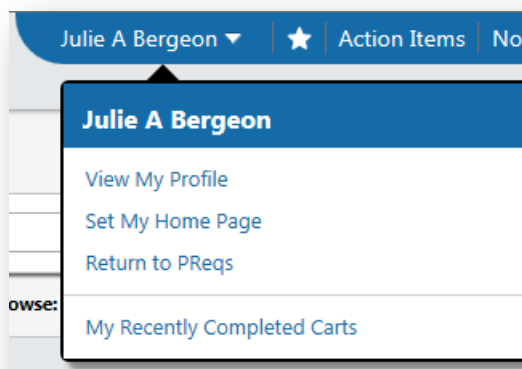 Julie A Bergeon Action Items No
Julie A Bergeon
View My Profile
Set My Home Page
Return to PReqs
owse:
My Recently Completed Carts